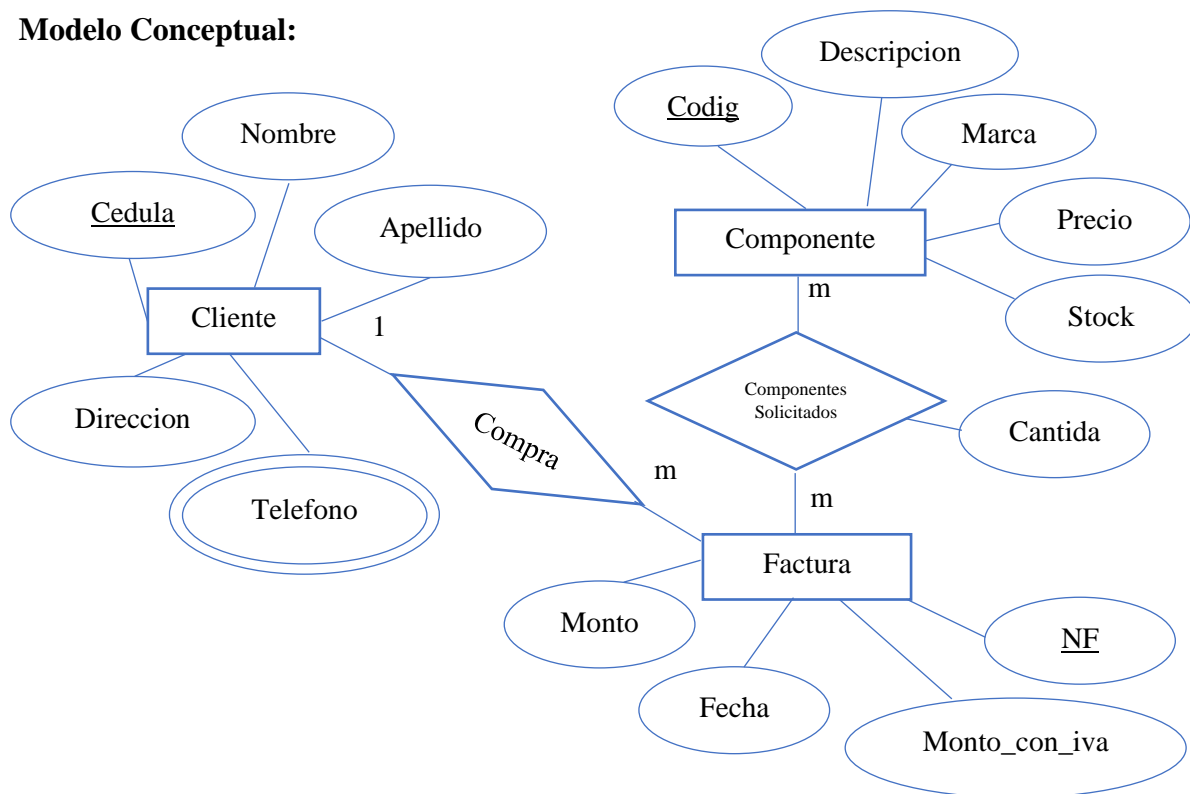 Modelo Conceptual:
Descripcion
Codig
Nombre
Marca
Cedula
Apellido
Precio
Componente
m
Cliente
1
Stock
Componentes
Solicitados
Direccion
Compra
Cantida
m
m
Telefono
Factura
Monto
NF
Fecha
Monto_con_iva